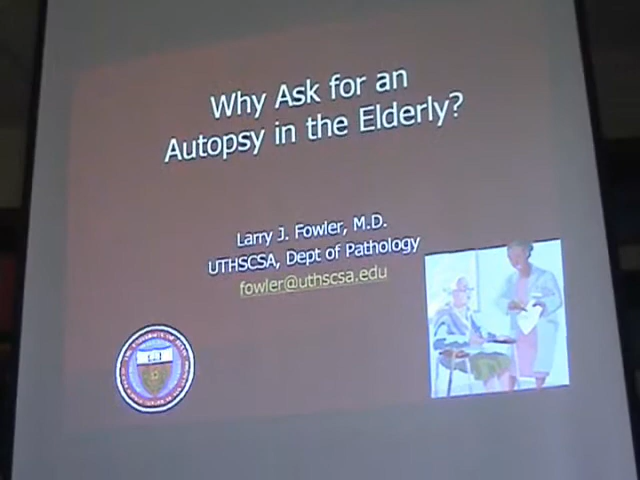 Why Ask for an
Autopsy in the Elderly?
Larry J. Fowler, M.D.
UTHSCSA, Dept of Pathology
fowler@uthscsa.edu